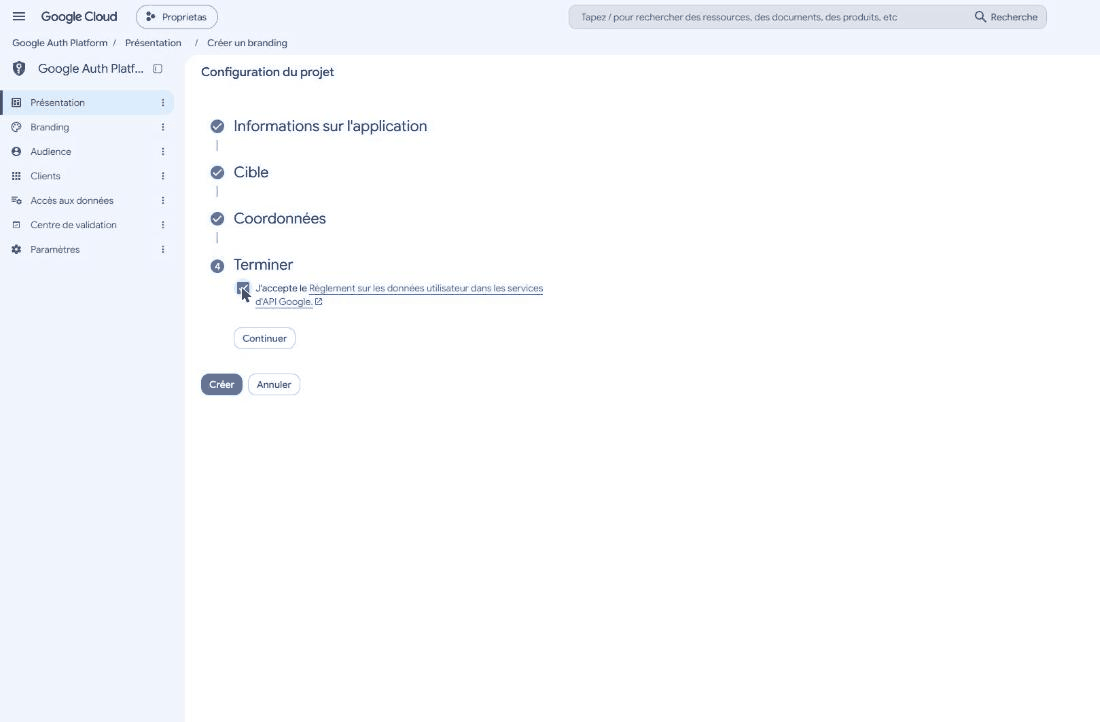 Google Cloud
Proprietas
Tapez / pour rechercher des ressources, des documents, des produits, etc
Recherche
Google Auth Platform / Présentation / Créer un branding
Google Auth Platf...
Configuration du projet
Présentation
Branding
Audience
Clients
Accès aux données
Centre de validation
Paramètres
Informations sur l'application
Cible
Coordonnées
4 Terminer
J'accepte le Règlement sur les données utilisateur dans les services
d'API Google.
Continuer
Créer
Annuler